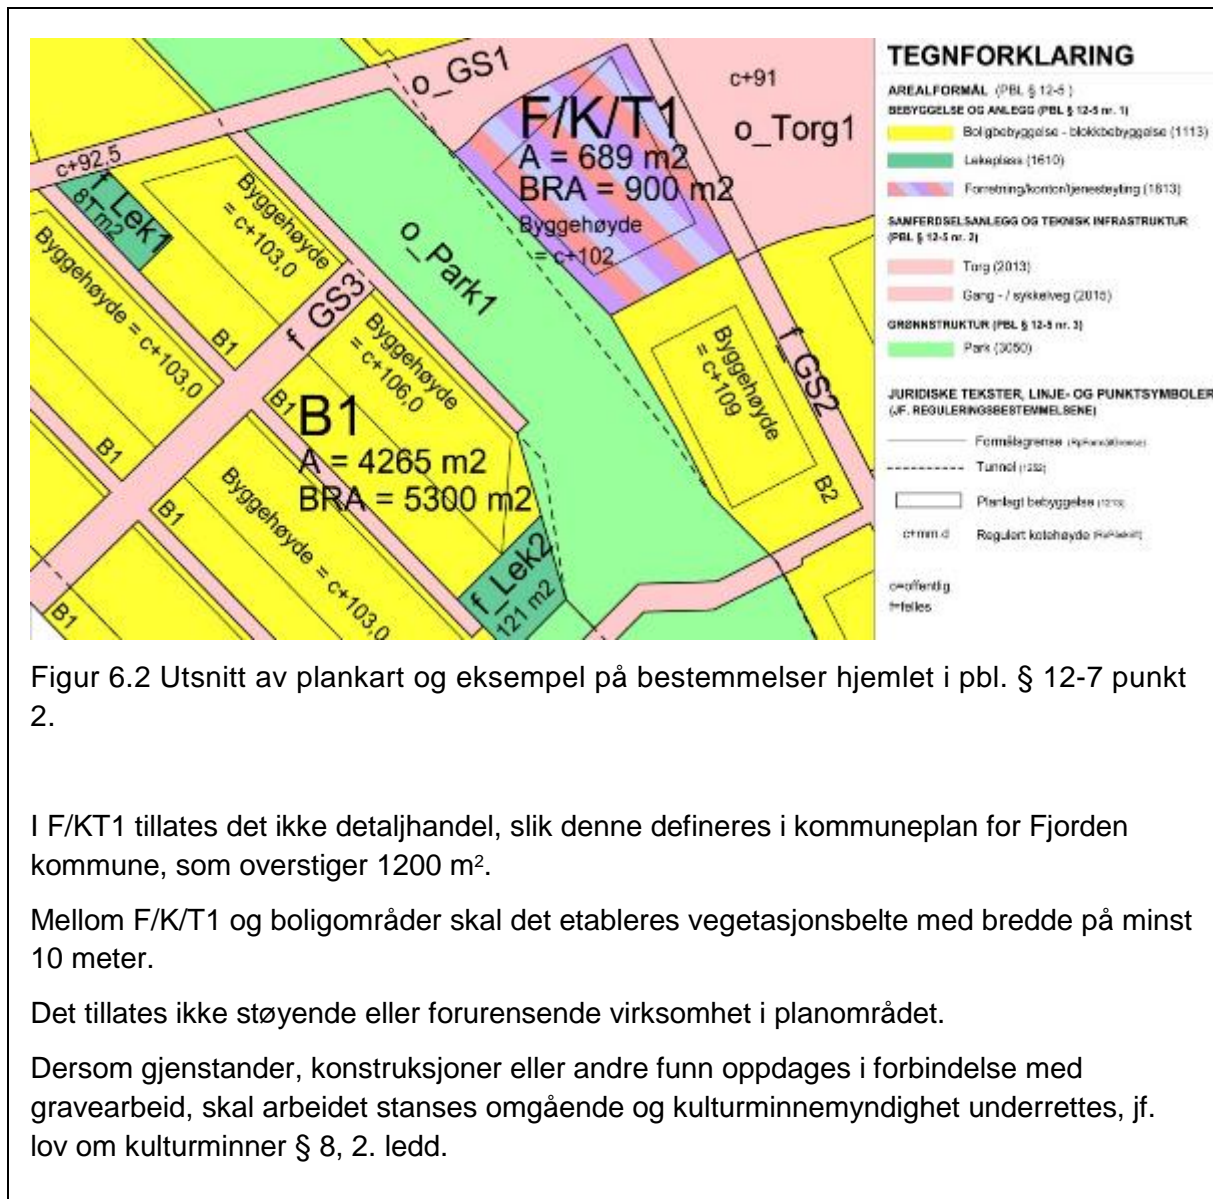 o_GS1
c+91
o_Torg1
F/K/T1
A = 689 m2
BRA = 900 m2
Byggehøyde
= c+102
c+92,5
f_Lek1
81 m2
Byggehøyde
= c+103,0
Byggehøyde = c+103,0
B1
B1
o_Park1
f_GS3
Byggehøyde
= c+106,0
B1
B1
A = 4265 m2
BRA = 5300 m2
B1
Byggehøyde = c+103,0
B1
f_Lek2
121 m2
Byggehøyde
= c+109
f_GS2
B2
TEGNFORKLARING
AREALFORMÅL (PBL § 12-5 )
BEBYGGELSE OG ANLEGG (PBL § 12-5 nr. 1)
Boligbebyggelse - blokkbebyggelse (1113)
Lekeplass (1610)
Forretning/kontor/tjenesteyting (1813)
SAMFERDSELSANLEGG OG TEKNISK INFRASTRUKTUR
(PBL § 12-5 nr. 2)
Torg (2013)
Gang - / sykkelveg (2015)
GRØNNSTRUKTUR (PBL § 12-5 nr. 3)
Park (3050)
JURIDISKE TEKSTER, LINJE- OG PUNKTSYMBOLER
(JF. REGULERINGSBESTEMMELSENE)
Formålsgrense
Tunnel
Planlagt bebyggelse
c+mm.d Regulert kotehøyde
o=offentlig
f=felles
Figur 6.2 Utsnitt av plankart og eksempel på bestemmelser hjemlet i pbl. § 12-7 punkt
2.
I F/KT1 tillates det ikke detaljhandel, slik denne defineres i kommuneplan for Fjorden
kommune, som overstiger 1200 m².
Mellom F/K/T1 og boligområder skal det etableres vegetasjonsbelte med bredde på minst
10 meter.
Det tillates ikke støyende eller forurensende virksomhet i planområdet.
Dersom gjenstander, konstruksjoner eller andre funn oppdages i forbindelse med
gravearbeid, skal arbeidet stanses omgående og kulturminnemyndighet underrettes, jf.
lov om kulturminner § 8, 2. ledd.